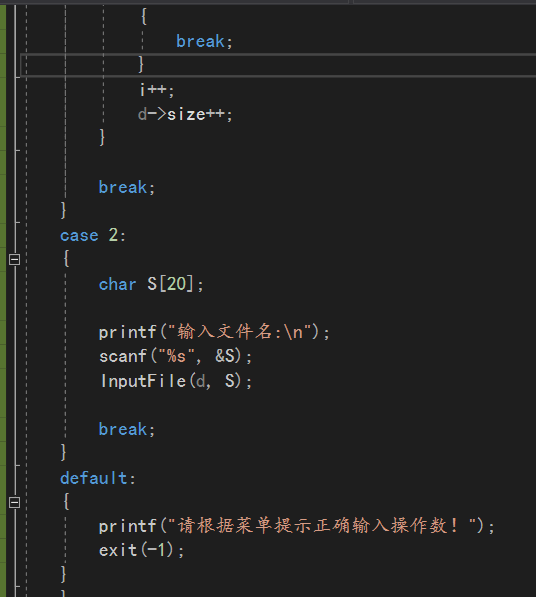 {
break;
}
i++;
d->size++;
}
break;
}
case 2:
{
char S[20];
printf("输入文件名:\n");
scanf("%s", &S);
InputFile(d, S);
break;
}
default:
{
printf("请根据菜单提示正确输入操作数! ");
exit(-1);
}